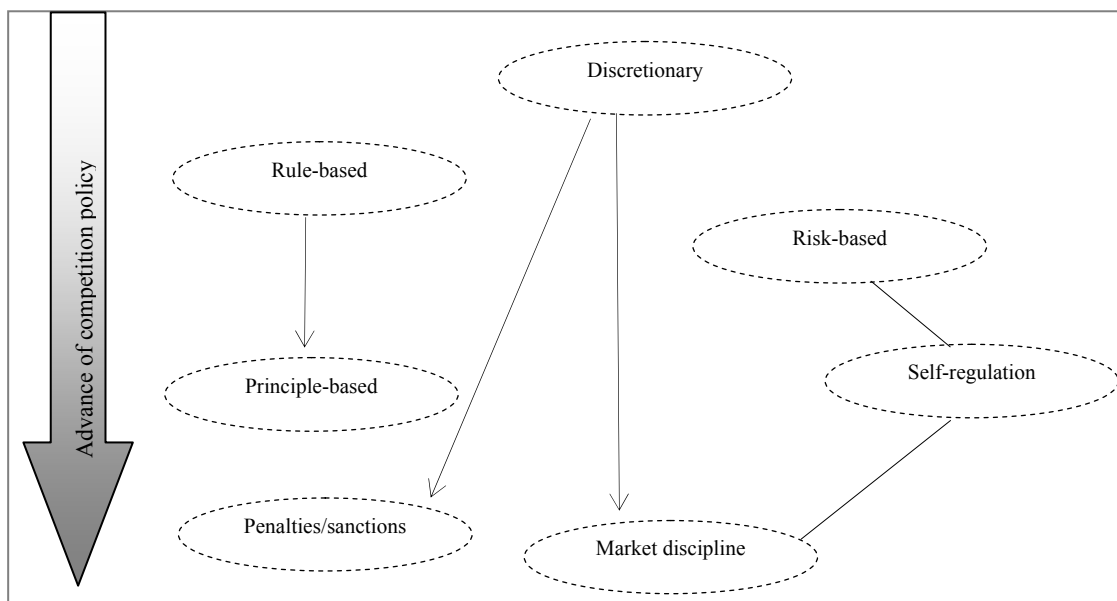 Discretionary
Rule-based
Risk-based
Self-regulation
Principle-based
Penalties/sanctions
Market discipline
Advance of competition policy